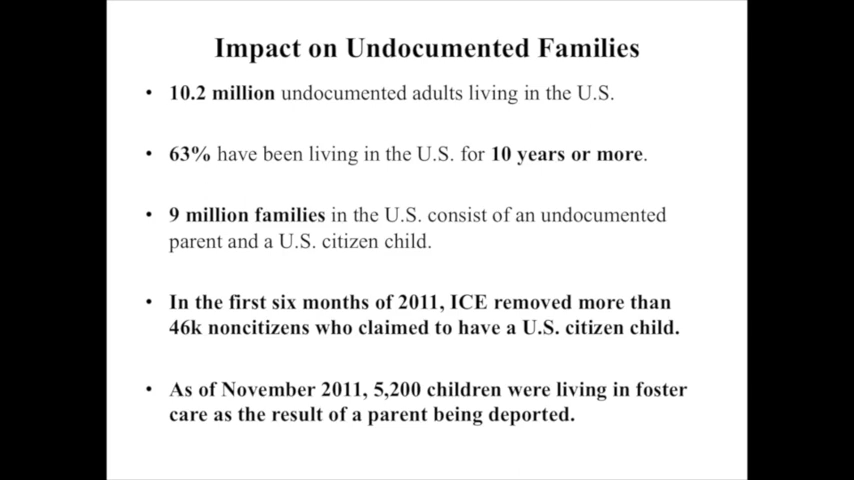 Impact on Undocumented Families
• 10.2 million undocumented adults living in the U.S.
• 63% have been living in the U.S. for 10 years or more.
• 9 million families in the U.S. consist of an undocumented
parent and a U.S. citizen child.
• In the first six months of 2011, ICE removed more than
46k noncitizens who claimed to have a U.S. citizen child.
• As of November 2011, 5,200 children were living in foster
care as the result of a parent being deported.